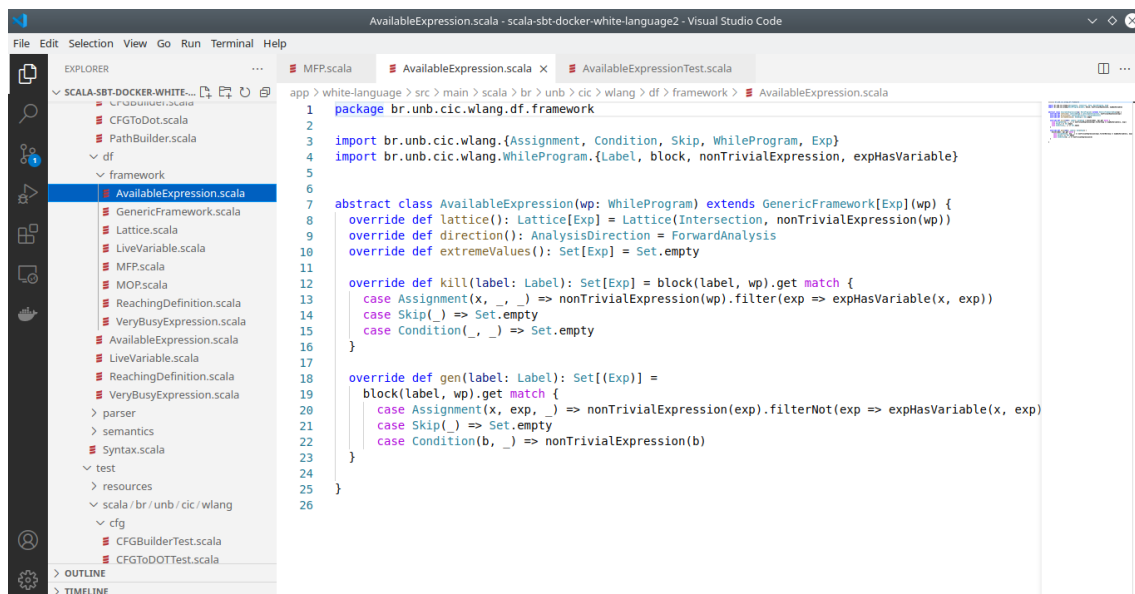 AvailableExpression.scala - scala-sbt-docker-white-language2 - Visual Studio Code
File Edit Selection View Go Run Terminal Help
EXPLORER
SCALA-SBT-DOCKER-WHITE-...
CFGBuilder.scala
CFGToDot.scala
PathBuilder.scala
df
framework
AvailableExpression.scala
GenericFramework.scala
Lattice.scala
LiveVariable.scala
MFP.scala
MOP.scala
ReachingDefinition.scala
VeryBusyExpression.scala
AvailableExpression.scala
LiveVariable.scala
ReachingDefinition.scala
VeryBusyExpression.scala
parser
semantics
Syntax.scala
test
resources
scala/br/unb/cic/wlang
cfg
CFGBuilderTest.scala
CFGToDOTTest.scala
OUTLINE
TIMELINE
1
MFP.scala AvailableExpression.scala AvailableExpressionTest.scala
app > white-language > src > main > scala > br > unb > cic > wlang > df > framework > AvailableExpression.scala
1 package br.unb.cic.wlang.df.framework
2
3 import br.unb.cic.wlang.{Assignment, Condition, Skip, WhileProgram, Exp}
4 import br.unb.cic.wlang.WhileProgram.{Label, block, nonTrivialExpression, expHasVariable}
5
6
7 abstract class AvailableExpression(wp: WhileProgram) extends GenericFramework[Exp](wp) {
8 override def lattice(): Lattice[Exp] = Lattice(Intersection, nonTrivialExpression(wp))
9 override def direction(): AnalysisDirection = ForwardAnalysis
10 override def extremeValues(): Set[Exp] = Set.empty
11
12 override def kill(label: Label): Set[Exp] = block(label, wp).get match {
13 case Assignment(x, _, _) => nonTrivialExpression(wp).filter(exp => expHasVariable(x, exp))
14 case Skip(_) => Set.empty
15 case Condition(_, _) => Set.empty
16 }
17
18 override def gen(label: Label): Set[(Exp)] =
19 block(label, wp).get match {
20 case Assignment(x, exp, _) => nonTrivialExpression(exp).filterNot(exp => expHasVariable(x, exp)
21 case Skip(_) => Set.empty
22 case Condition(b, _) => nonTrivialExpression(b)
23 }
24
25 }
26